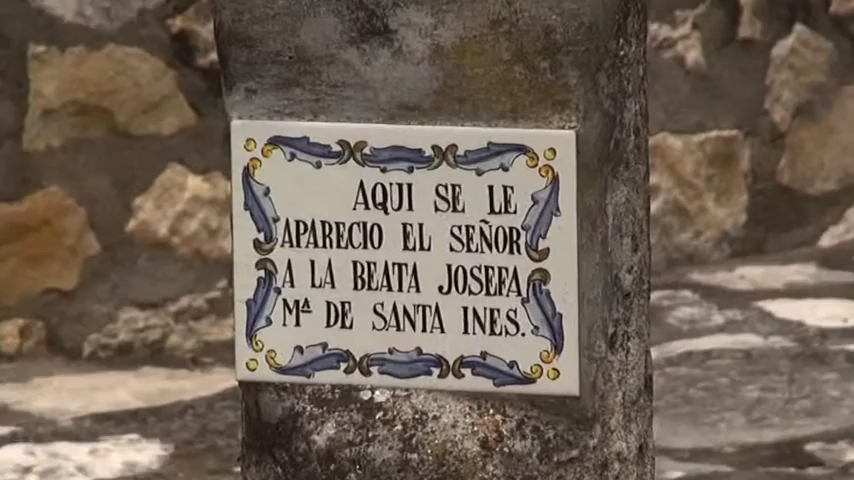 AQUI SE LE
APARECIO EL SEÑOR
A LA BEATA JOSEFA
Mª DE SANTA INES.